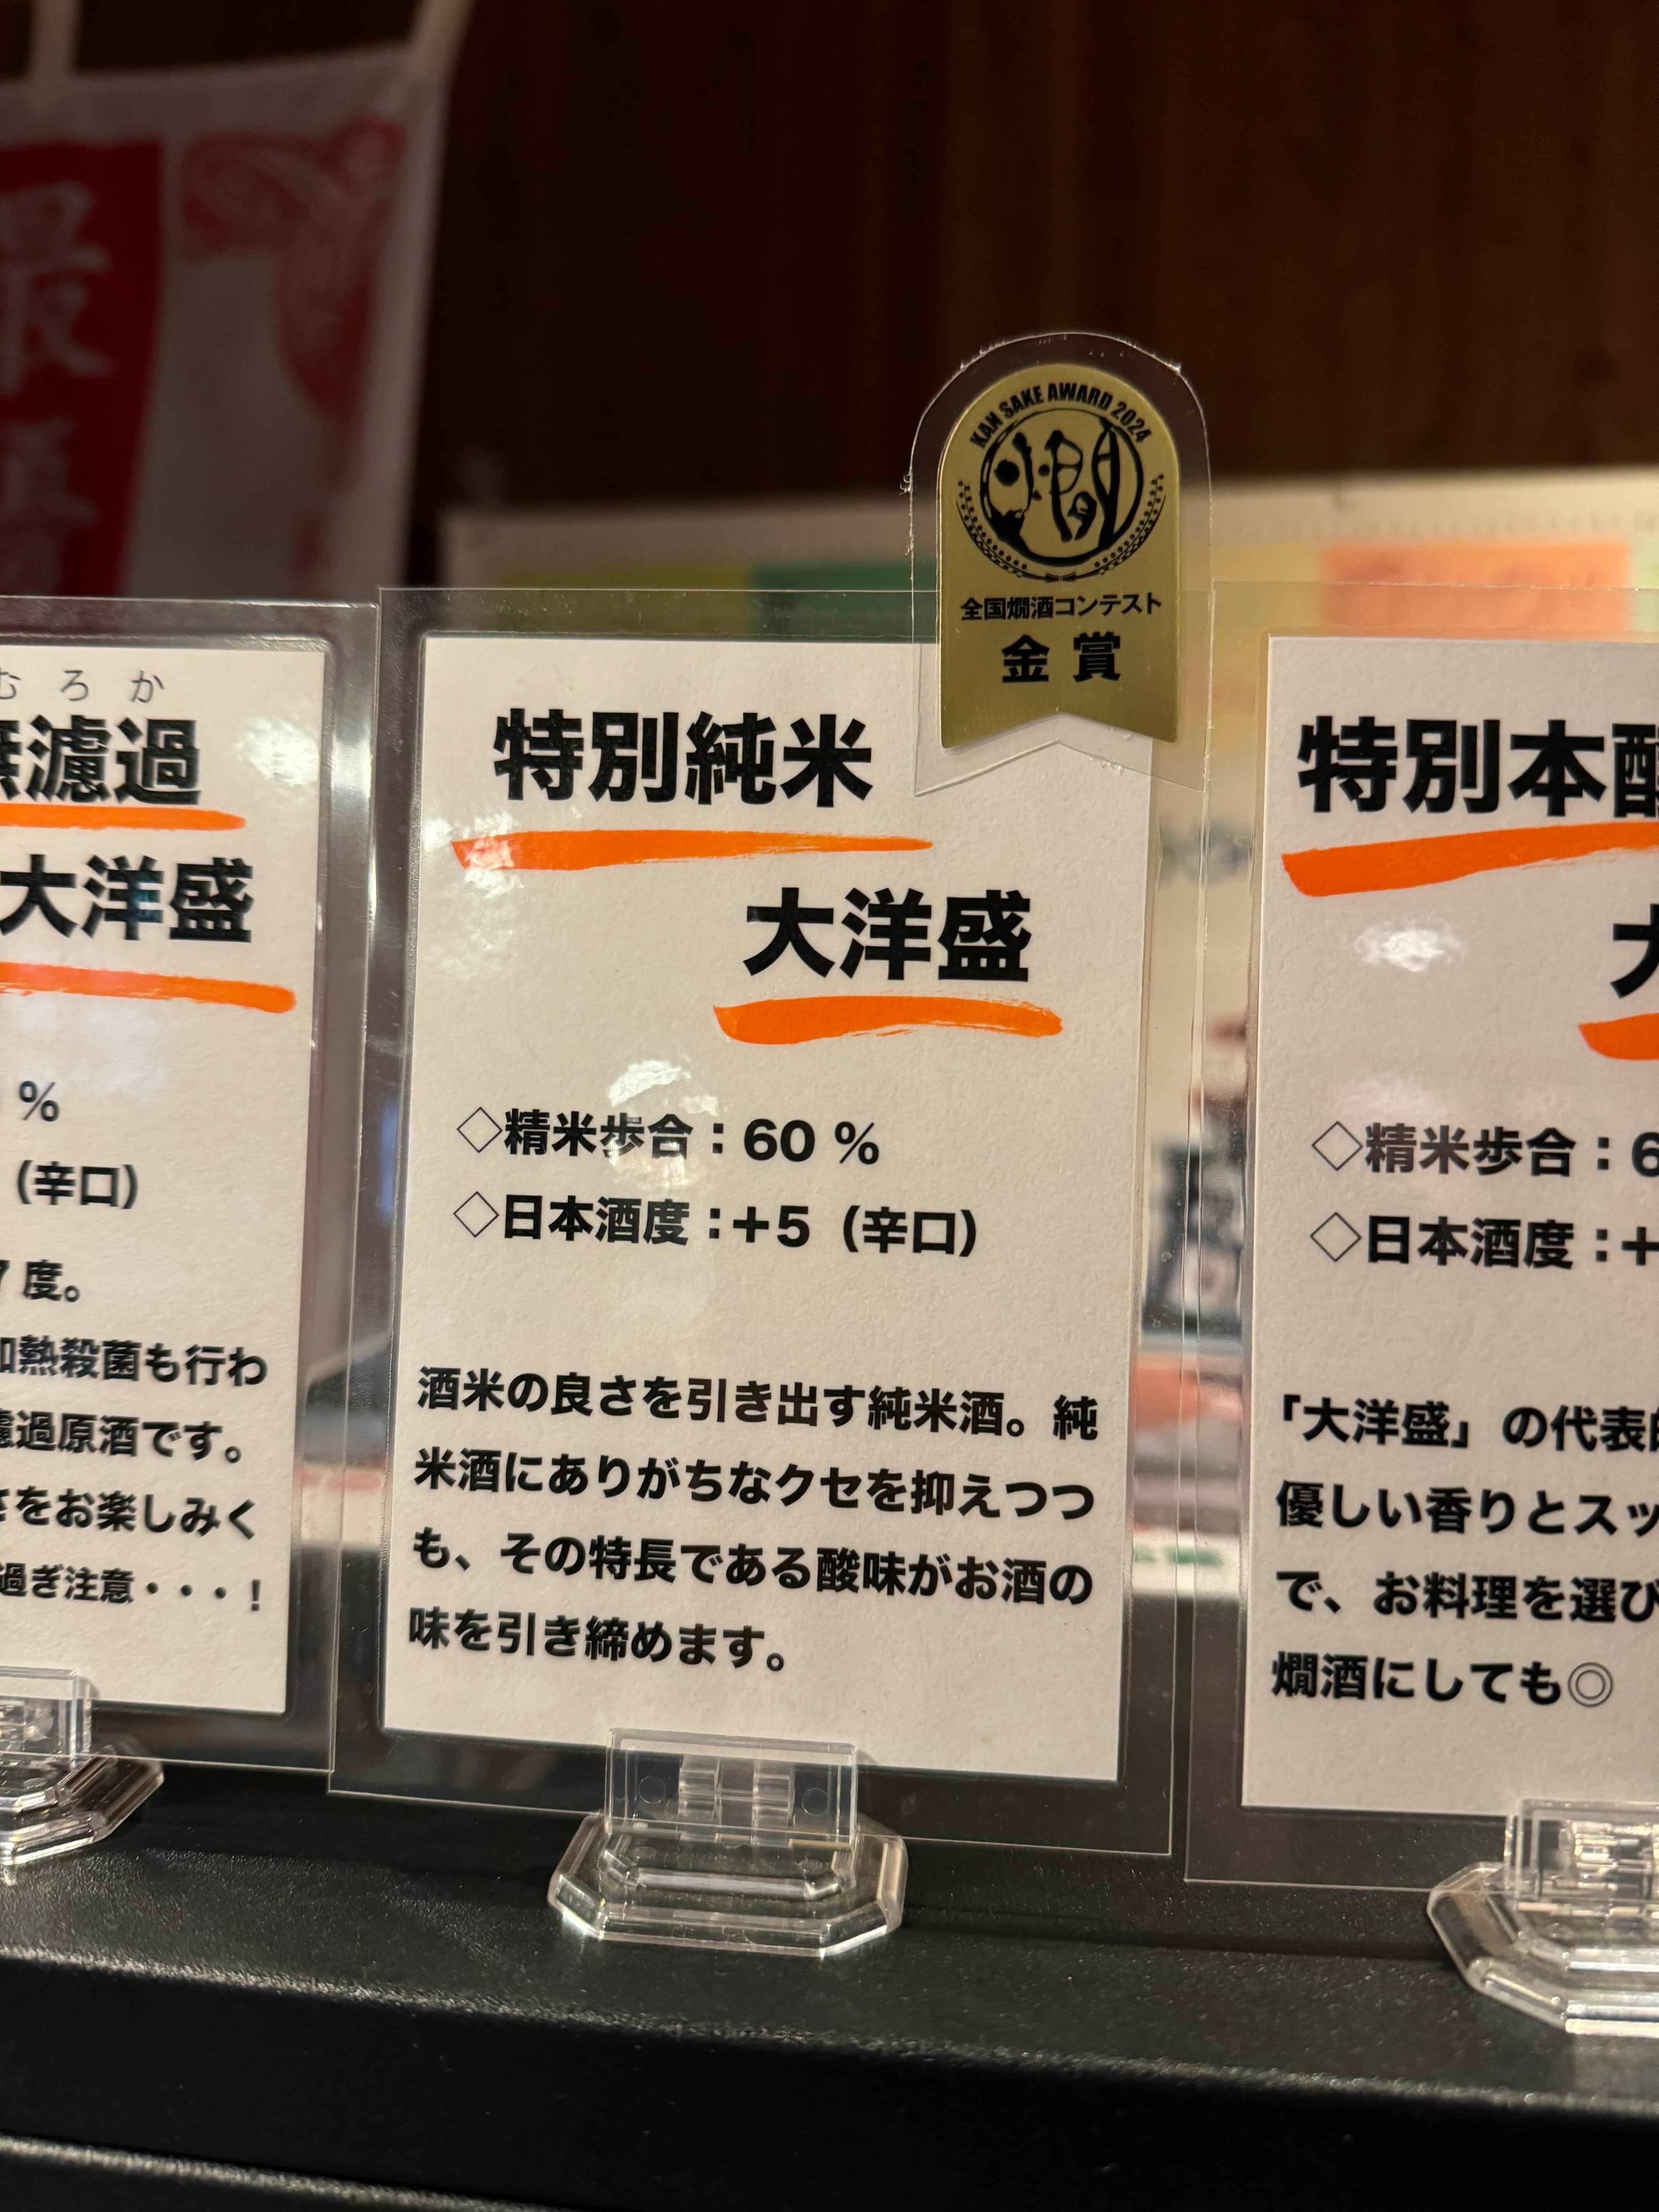 むろか
濾過
大洋盛
%
(辛口)
度。
加熱殺菌も行わ
濾過原酒です。
さをお楽しみく
過ぎ注意・・・!
KAN SAKE AWARD 2024
燗
全国燗酒コンテスト
金賞
特別純米
大洋盛
◇精米歩合:60 %
◇日本酒度:+5 (辛口)
酒米の良さを引き出す純米酒。純
米酒にありがちなクセを抑えつつ
も、その特長である酸味がお酒の
味を引き締めます。
特別本醸
大
◇精米歩合:6
◇日本酒度:+
「大洋盛」の代表的
優しい香りとスッ
で、お料理を選び
燗酒にしても◎